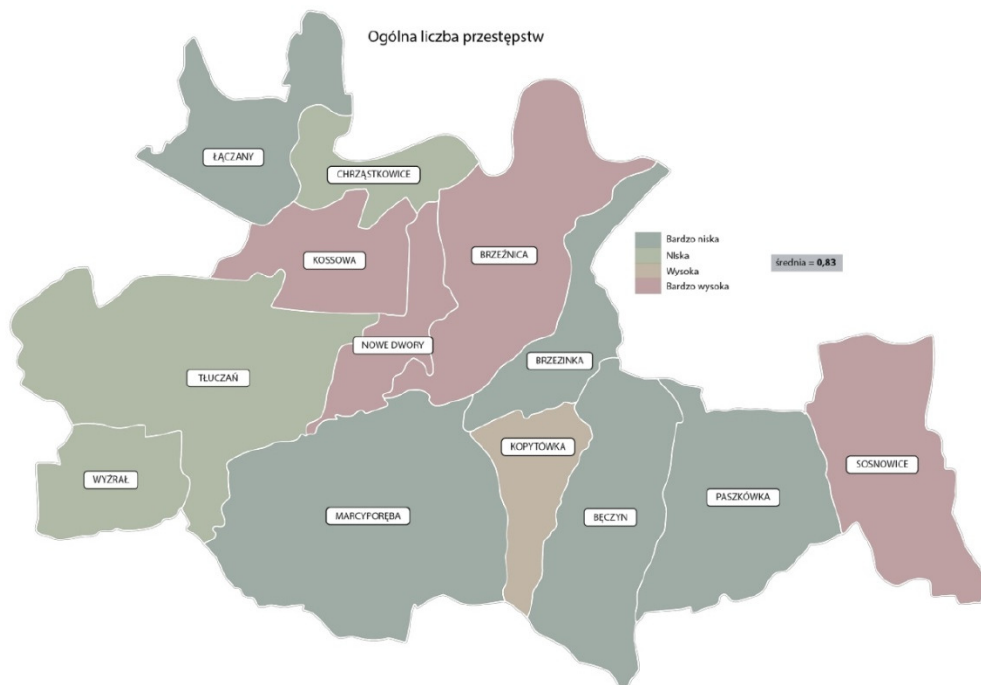 Ogólna liczba przestępstw
ŁĄCZANY
CHRZĄSTKOWICE
KOSSOWA
BRZEŹNICA
Bardzo niska
NIska
Wysoka
Bardzo wysoka
średnia = 0,83
NOWE DWORY
BRZEZINKA
TŁUCZAŃ
KOPYTÓWKA
SOSNOWICE
WYŹRAŁ
PASZKÓWKA
MARCYPORĘBA
BĘCZYN